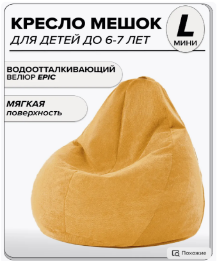 КРЕСЛО МЕШОК
ДЛЯ ДЕТЕЙ ДО 6-7 ЛЕТ
L
МИНИ
ВОДООТТАЛКИВАЮЩИЙ
ВЕЛЮР EPIC
МЯГКАЯ
поверхность
Похожие